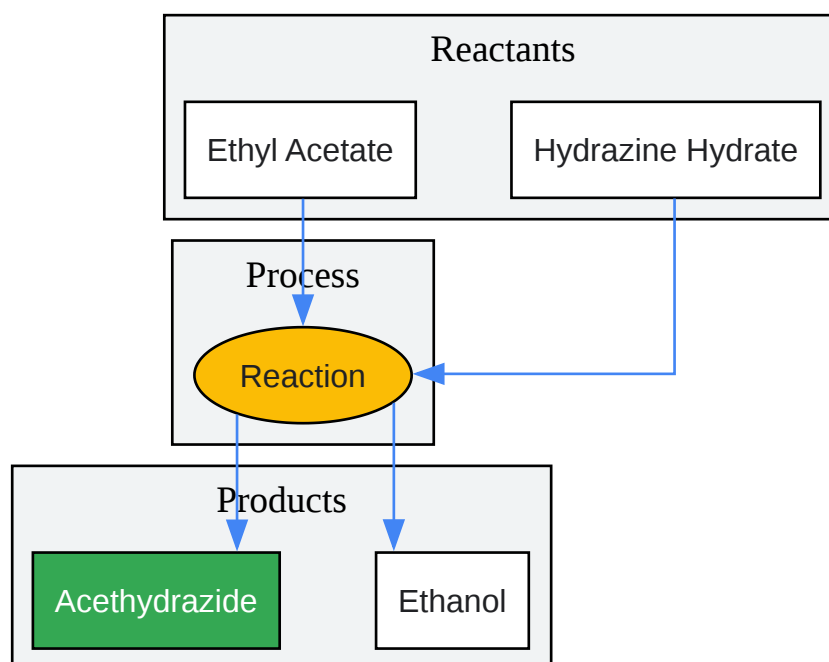 Reactants
Ethyl Acetate
Hydrazine Hydrate
Process
Reaction
Products
Acethydrazide
Ethanol